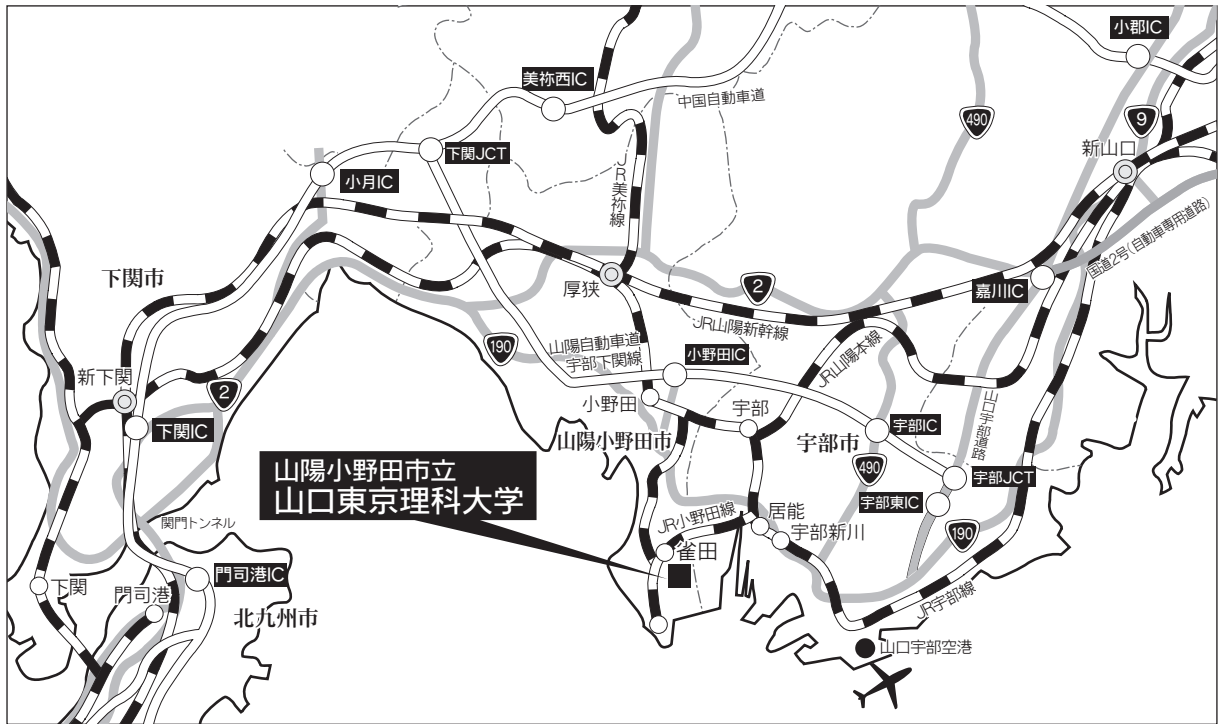 小郡IC
美祢西IC
中国自動車道
490
9
新山口
下関JCT
小月IC
JR美祢線
国道2号(自動車専用道路)
下関市
厚狭
2
嘉川IC
JR山陽新幹線
190
山陽自動車道
宇部下関線
小野田IC
JR山陽本線
新下関
2
小野田
宇部
山口宇部道路
下関IC
山陽小野田市
宇部市
宇部IC
山陽小野田市立
山口東京理科大学
490
宇部JCT
宇部東IC
関門トンネル
JR小野田線
居能
宇部新川
190
雀田
下関
門司港
門司港IC
北九州市
JR宇部線
山口宇部空港